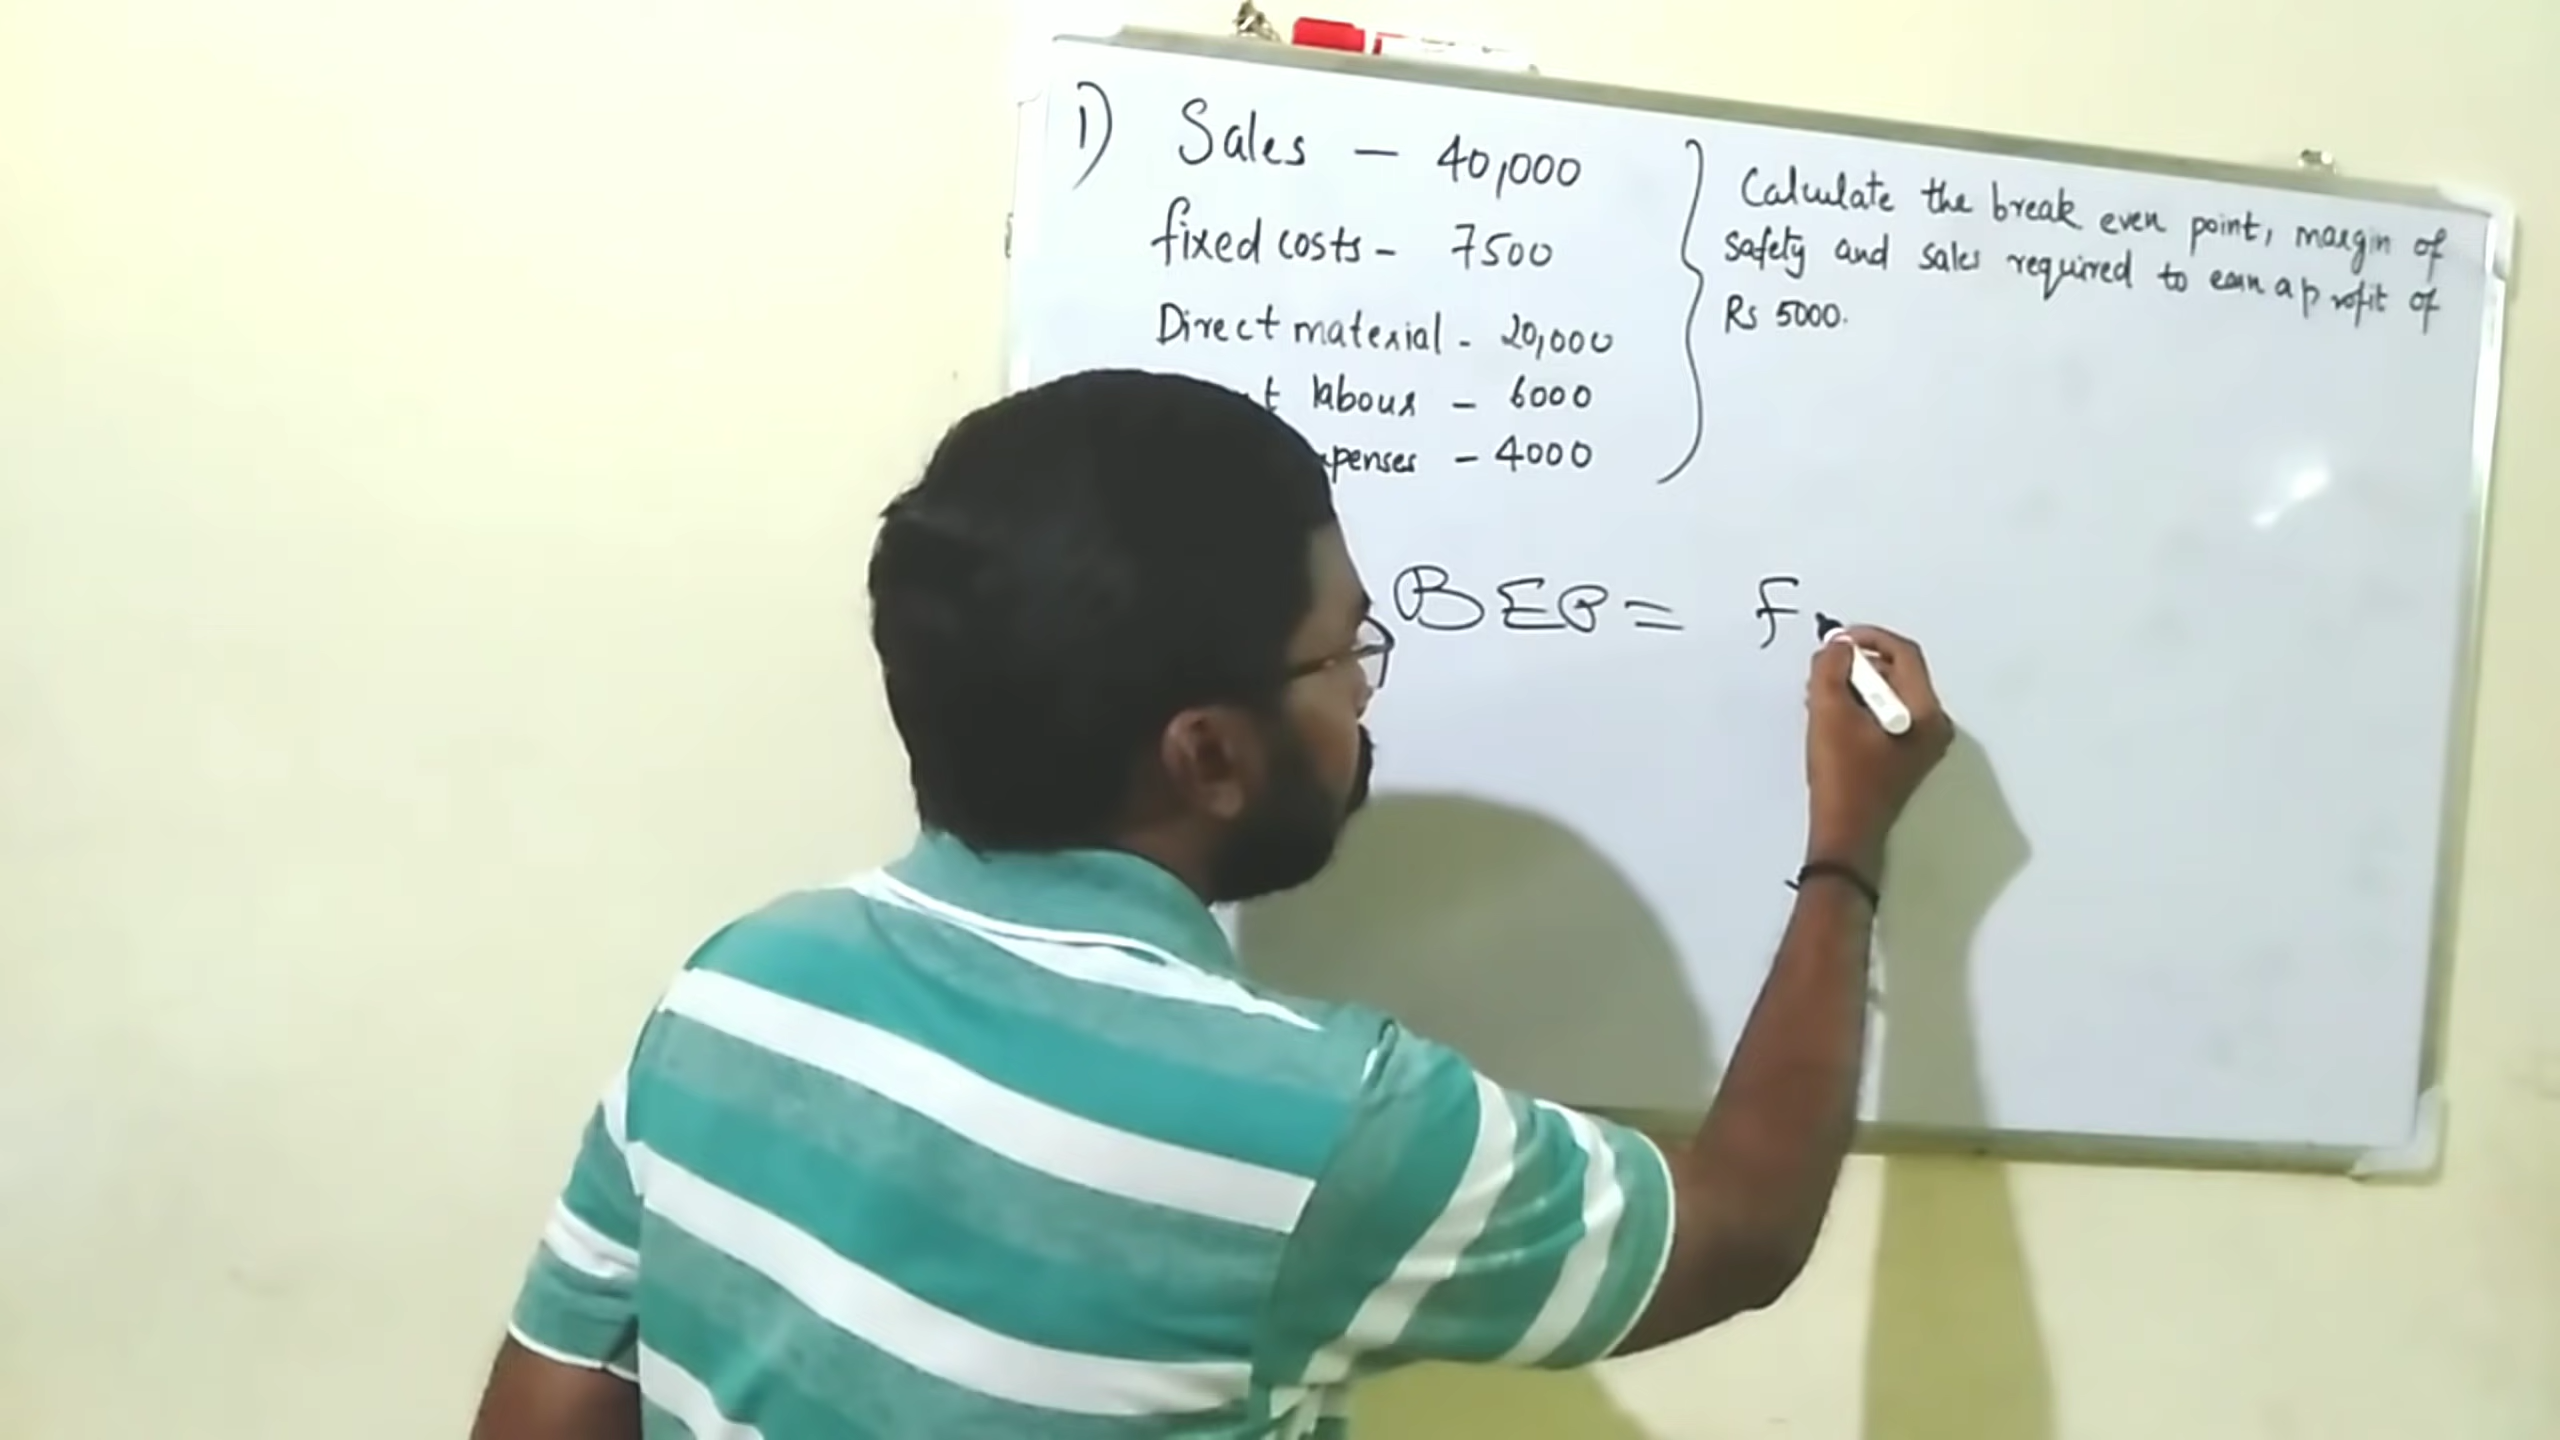 1) Sales - 40,000
fixed costs - 7500
Direct material - 20,000
labour - 6000
- 4000
Calculate the break even point, margin of
safety and sales required to earn a profit of
Rs 5000.
BEP = F